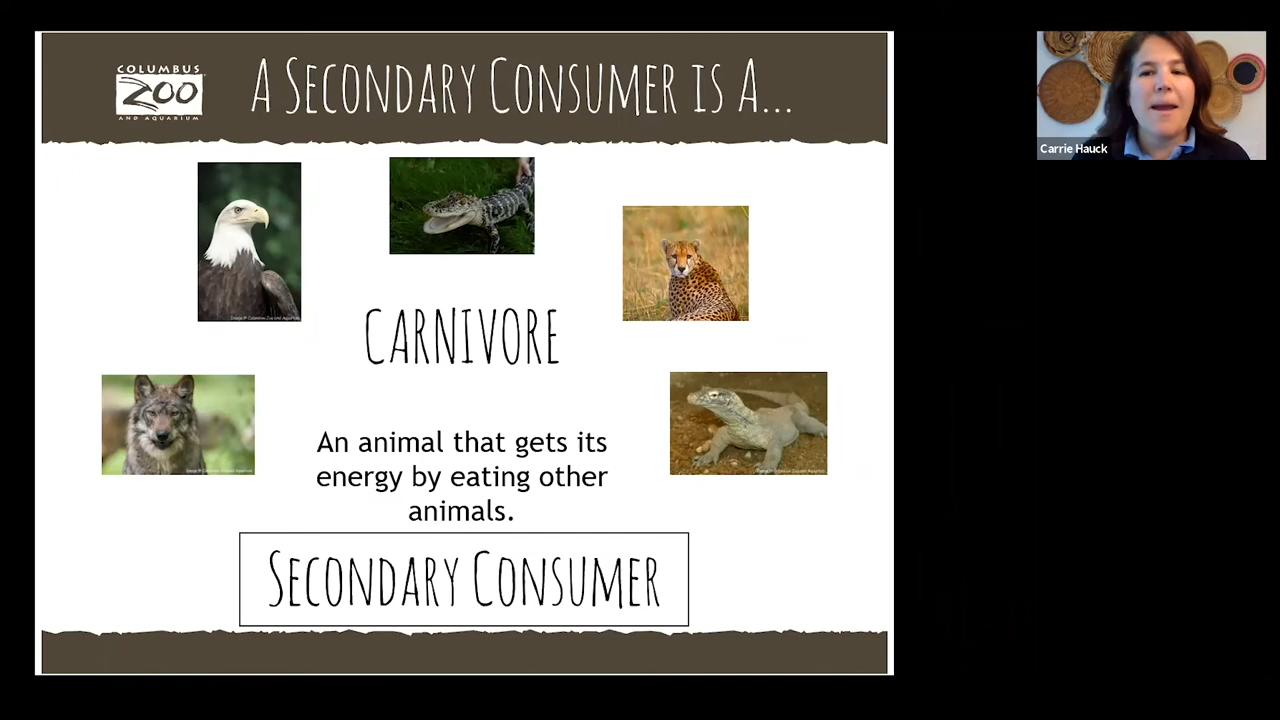 COLUMBUS
ZOO
AND AQUARIUM
A SECONDARY CONSUMER IS A...
CARNIVORE
An animal that gets its
energy by eating other
animals.
SECONDARY CONSUMER
Carrie Hauck